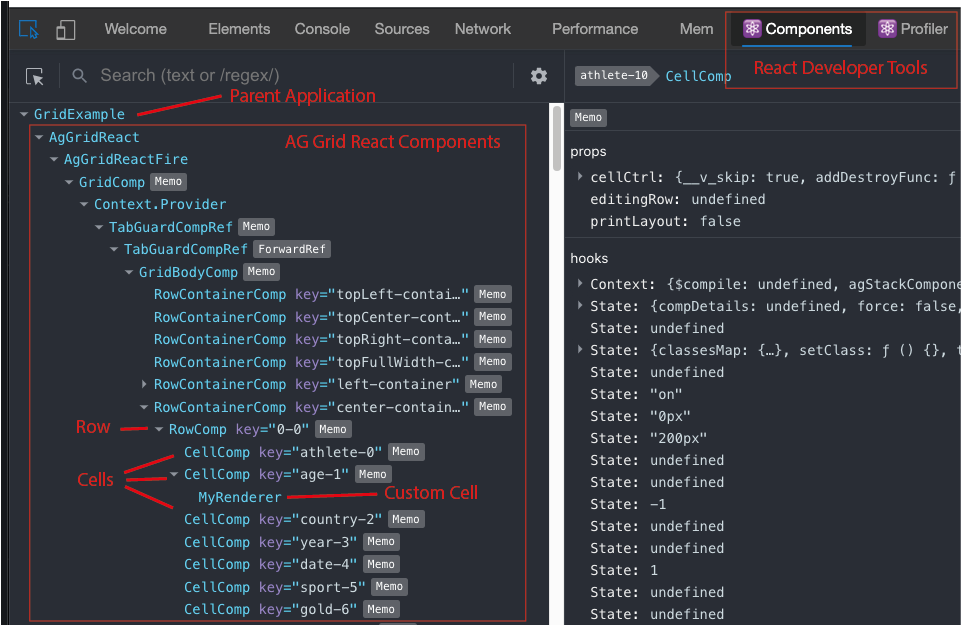 Welcome Elements Console Sources Network Performance Mem Components Profiler
Search (text or /regex/)
athlete-10 CellComp
React Developer Tools
Parent Application
GridExample
AG Grid React Components
AgGridReact
AgGridReactFire
GridComp Memo
Context.Provider
TabGuardCompRef Memo
TabGuardCompRef ForwardRef
GridBodyComp Memo
RowContainerComp key="topLeft-contai…" Memo
RowContainerComp key="topCenter-cont…" Memo
RowContainerComp key="topRight-conta…" Memo
RowContainerComp key="topFullWidth-c…" Memo
RowContainerComp key="left-container" Memo
RowContainerComp key="center-contain…" Memo
Row
RowComp key="0-0" Memo
Cells
CellComp key="athlete-0" Memo
CellComp key="age-1" Memo
MyRenderer
Custom Cell
CellComp key="country-2" Memo
CellComp key="year-3" Memo
CellComp key="date-4" Memo
CellComp key="sport-5" Memo
CellComp key="gold-6" Memo
Memo
props
cellCtrl: {__v_skip: true, addDestroyFunc: ƒ
editingRow: undefined
printLayout: false
hooks
Context: {$compile: undefined, agStackCompone
State: {compDetails: undefined, force: false,
State: undefined
State: {classesMap: {…}, setClass: ƒ () {}, t
State: undefined
State: "on"
State: "0px"
State: "200px"
State: undefined
State: undefined
State: -1
State: undefined
State: undefined
State: 1
State: undefined
State: undefined